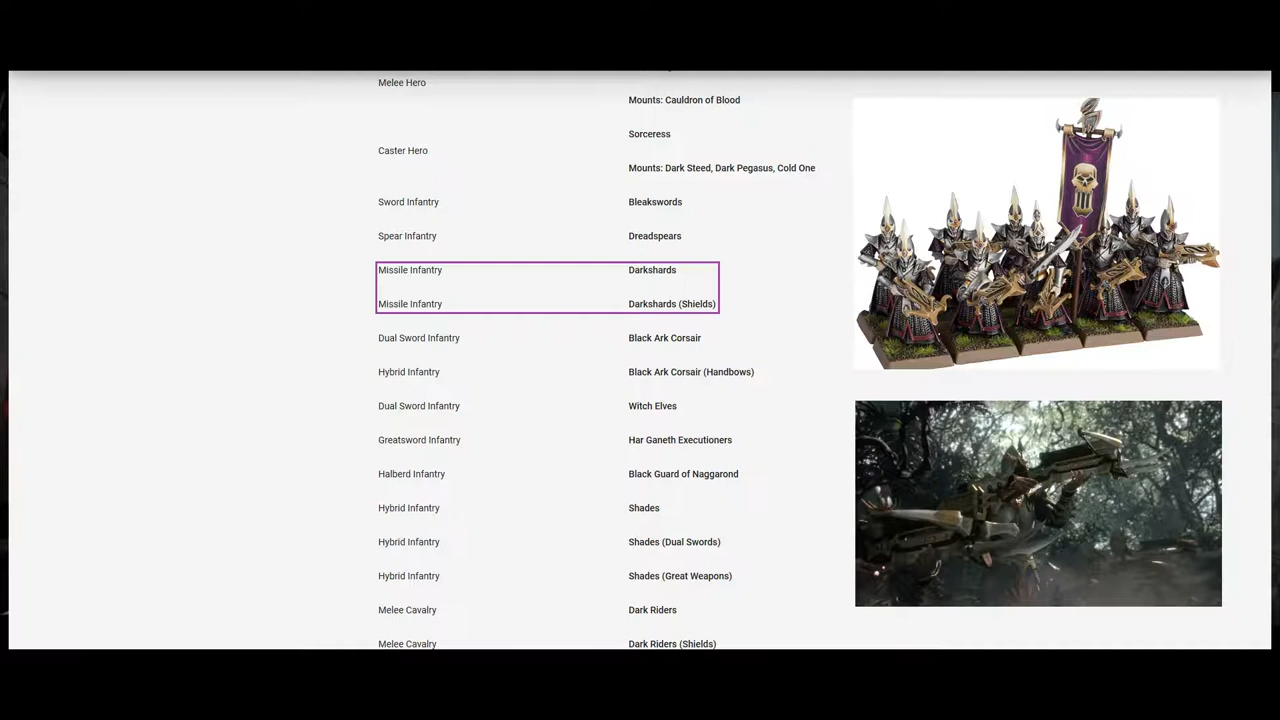 Melee Hero
Mounts: Cauldron of Blood
Sorceress
Caster Hero
Mounts: Dark Steed, Dark Pegasus, Cold One
Sword Infantry Bleakswords
Spear Infantry Dreadspears
Missile Infantry Darkshards
Missile Infantry Darkshards (Shields)
Dual Sword Infantry Black Ark Corsair
Hybrid Infantry Black Ark Corsair (Handbows)
Dual Sword Infantry Witch Elves
Greatsword Infantry Har Ganeth Executioners
Halberd Infantry Black Guard of Naggarond
Hybrid Infantry Shades
Hybrid Infantry Shades (Dual Swords)
Hybrid Infantry Shades (Great Weapons)
Melee Cavalry Dark Riders
Melee Cavalry Dark Riders (Shields)